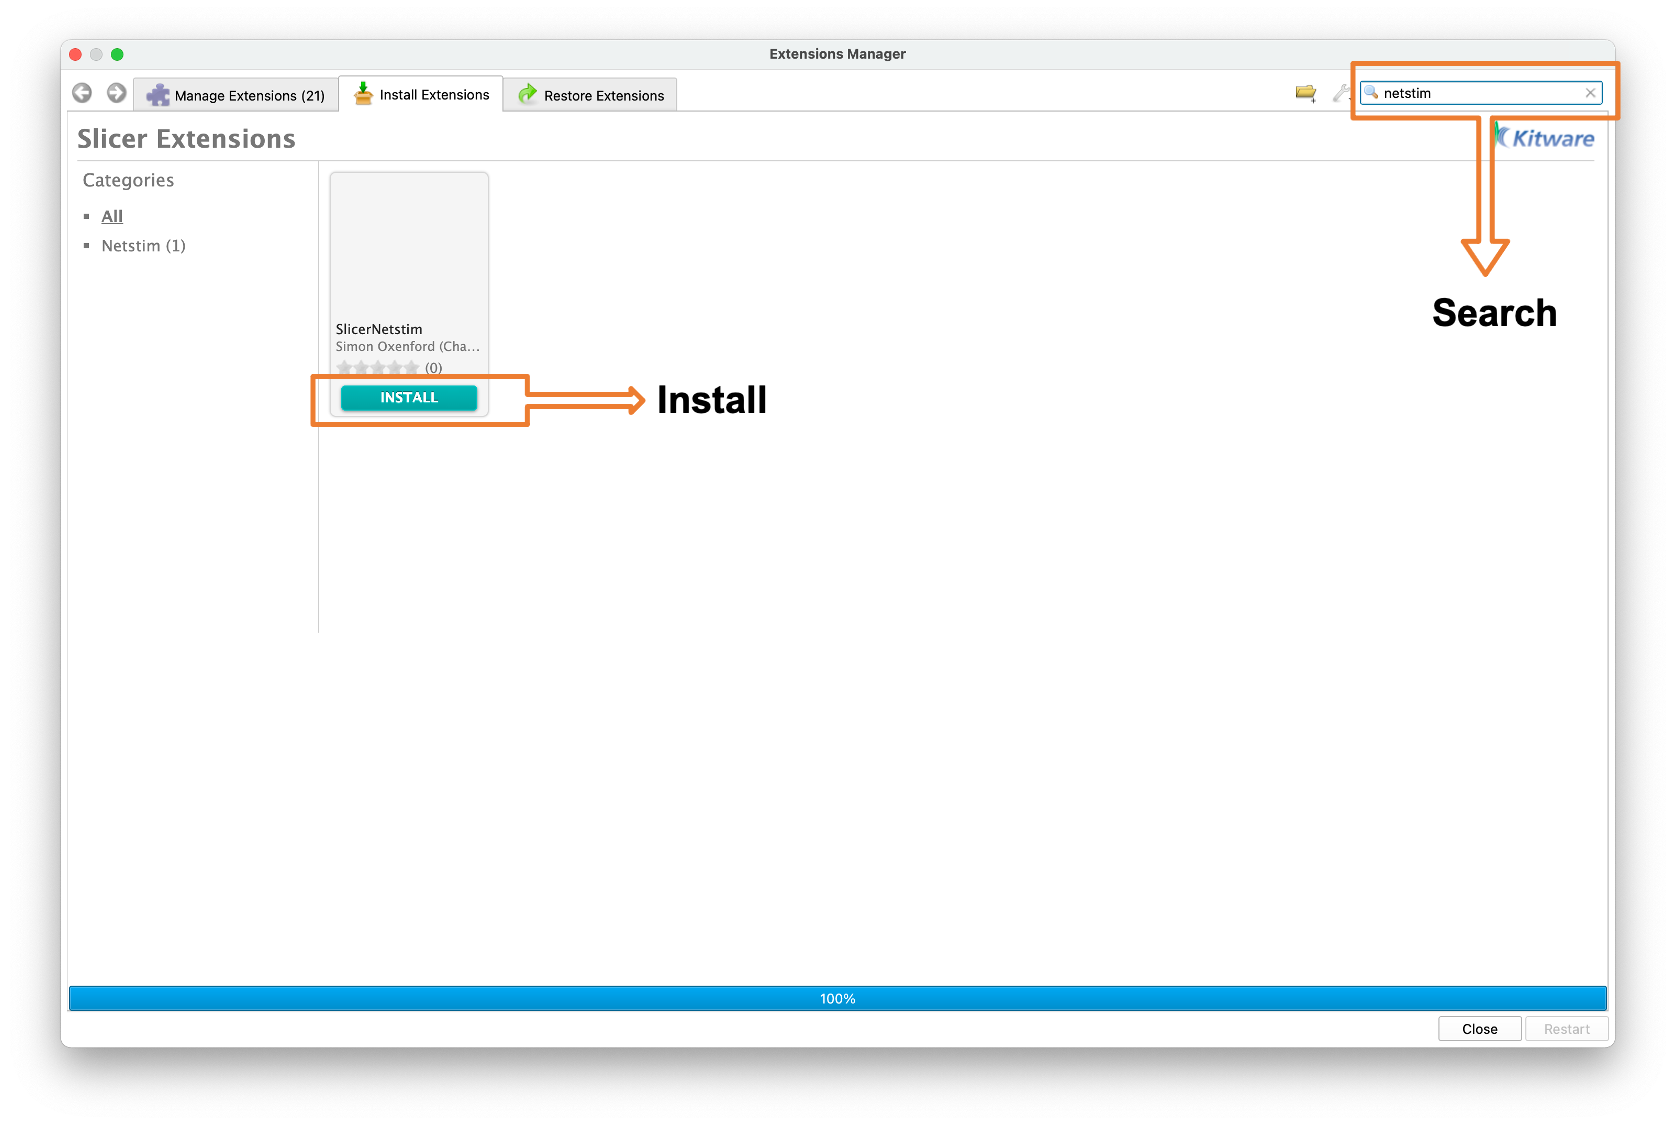 Extensions Manager
Manage Extensions (21)
Install Extensions
Restore Extensions
netstim
Slicer Extensions
Kitware
Categories
All
Netstim (1)
SlicerNetstim
Simon Oxenford (Cha...
(0)
INSTALL
Install
Search
100%
Close
Restart